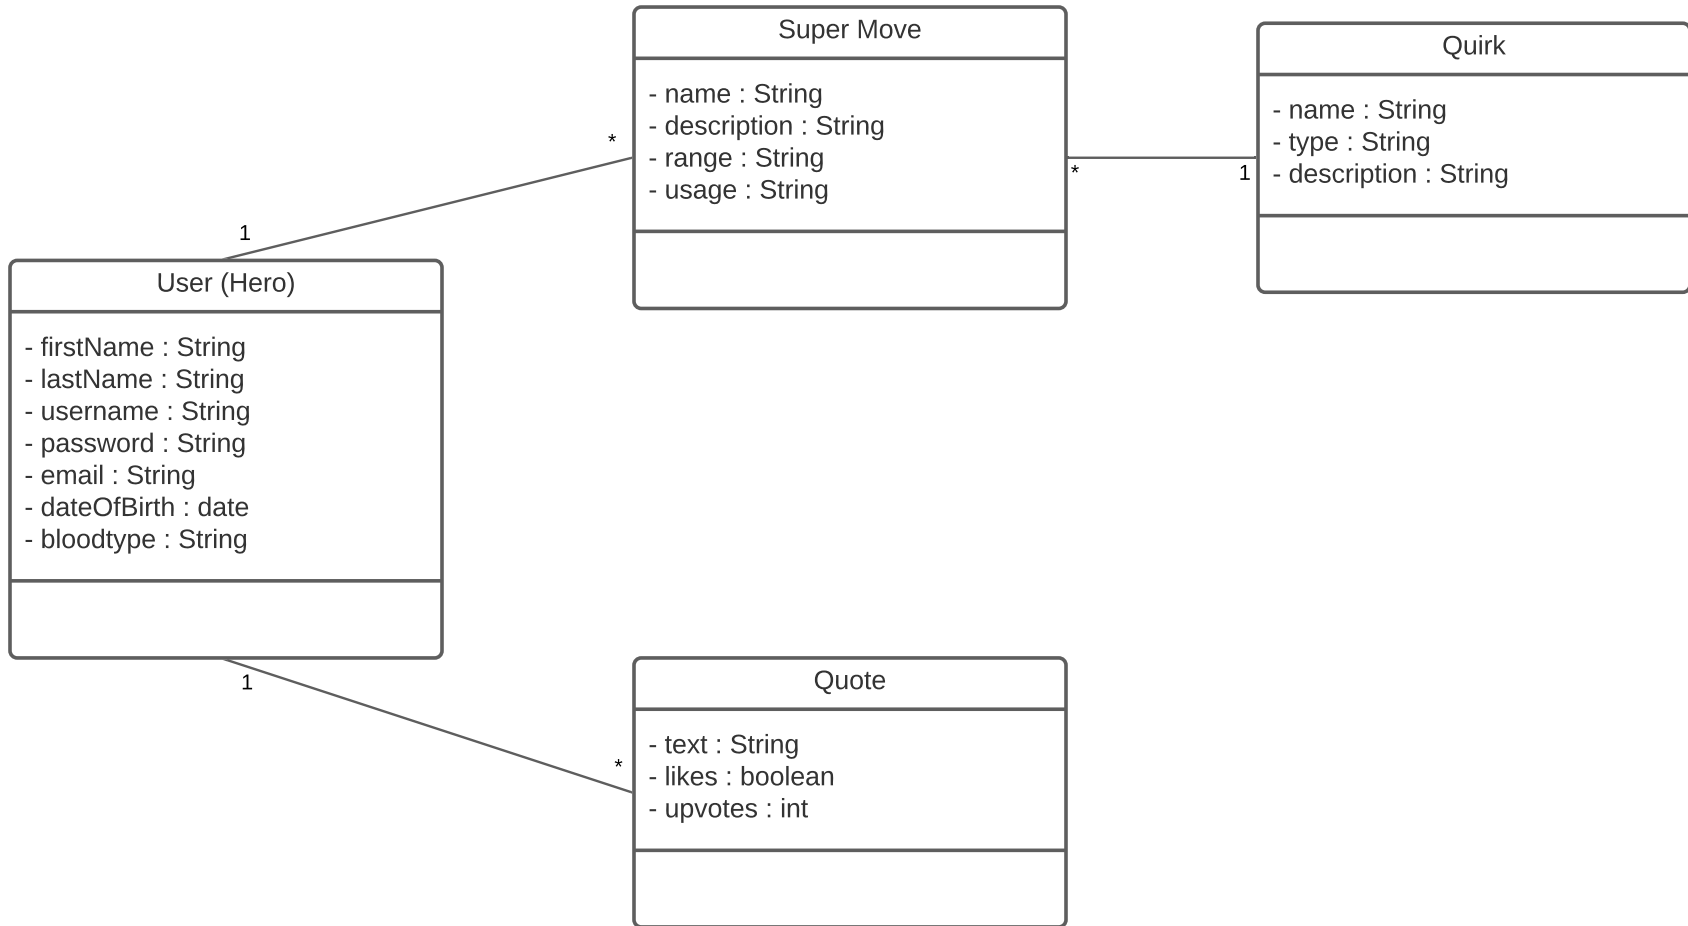 Super Move
- name : String
- description : String
- range : String
- usage : String
Quirk
- name : String
- type : String
- description : String
*
1
*
1
User (Hero)
- firstName : String
- lastName : String
- username : String
- password : String
- email : String
- dateOfBirth : date
- bloodtype : String
1
*
Quote
- text : String
- likes : boolean
- upvotes : int